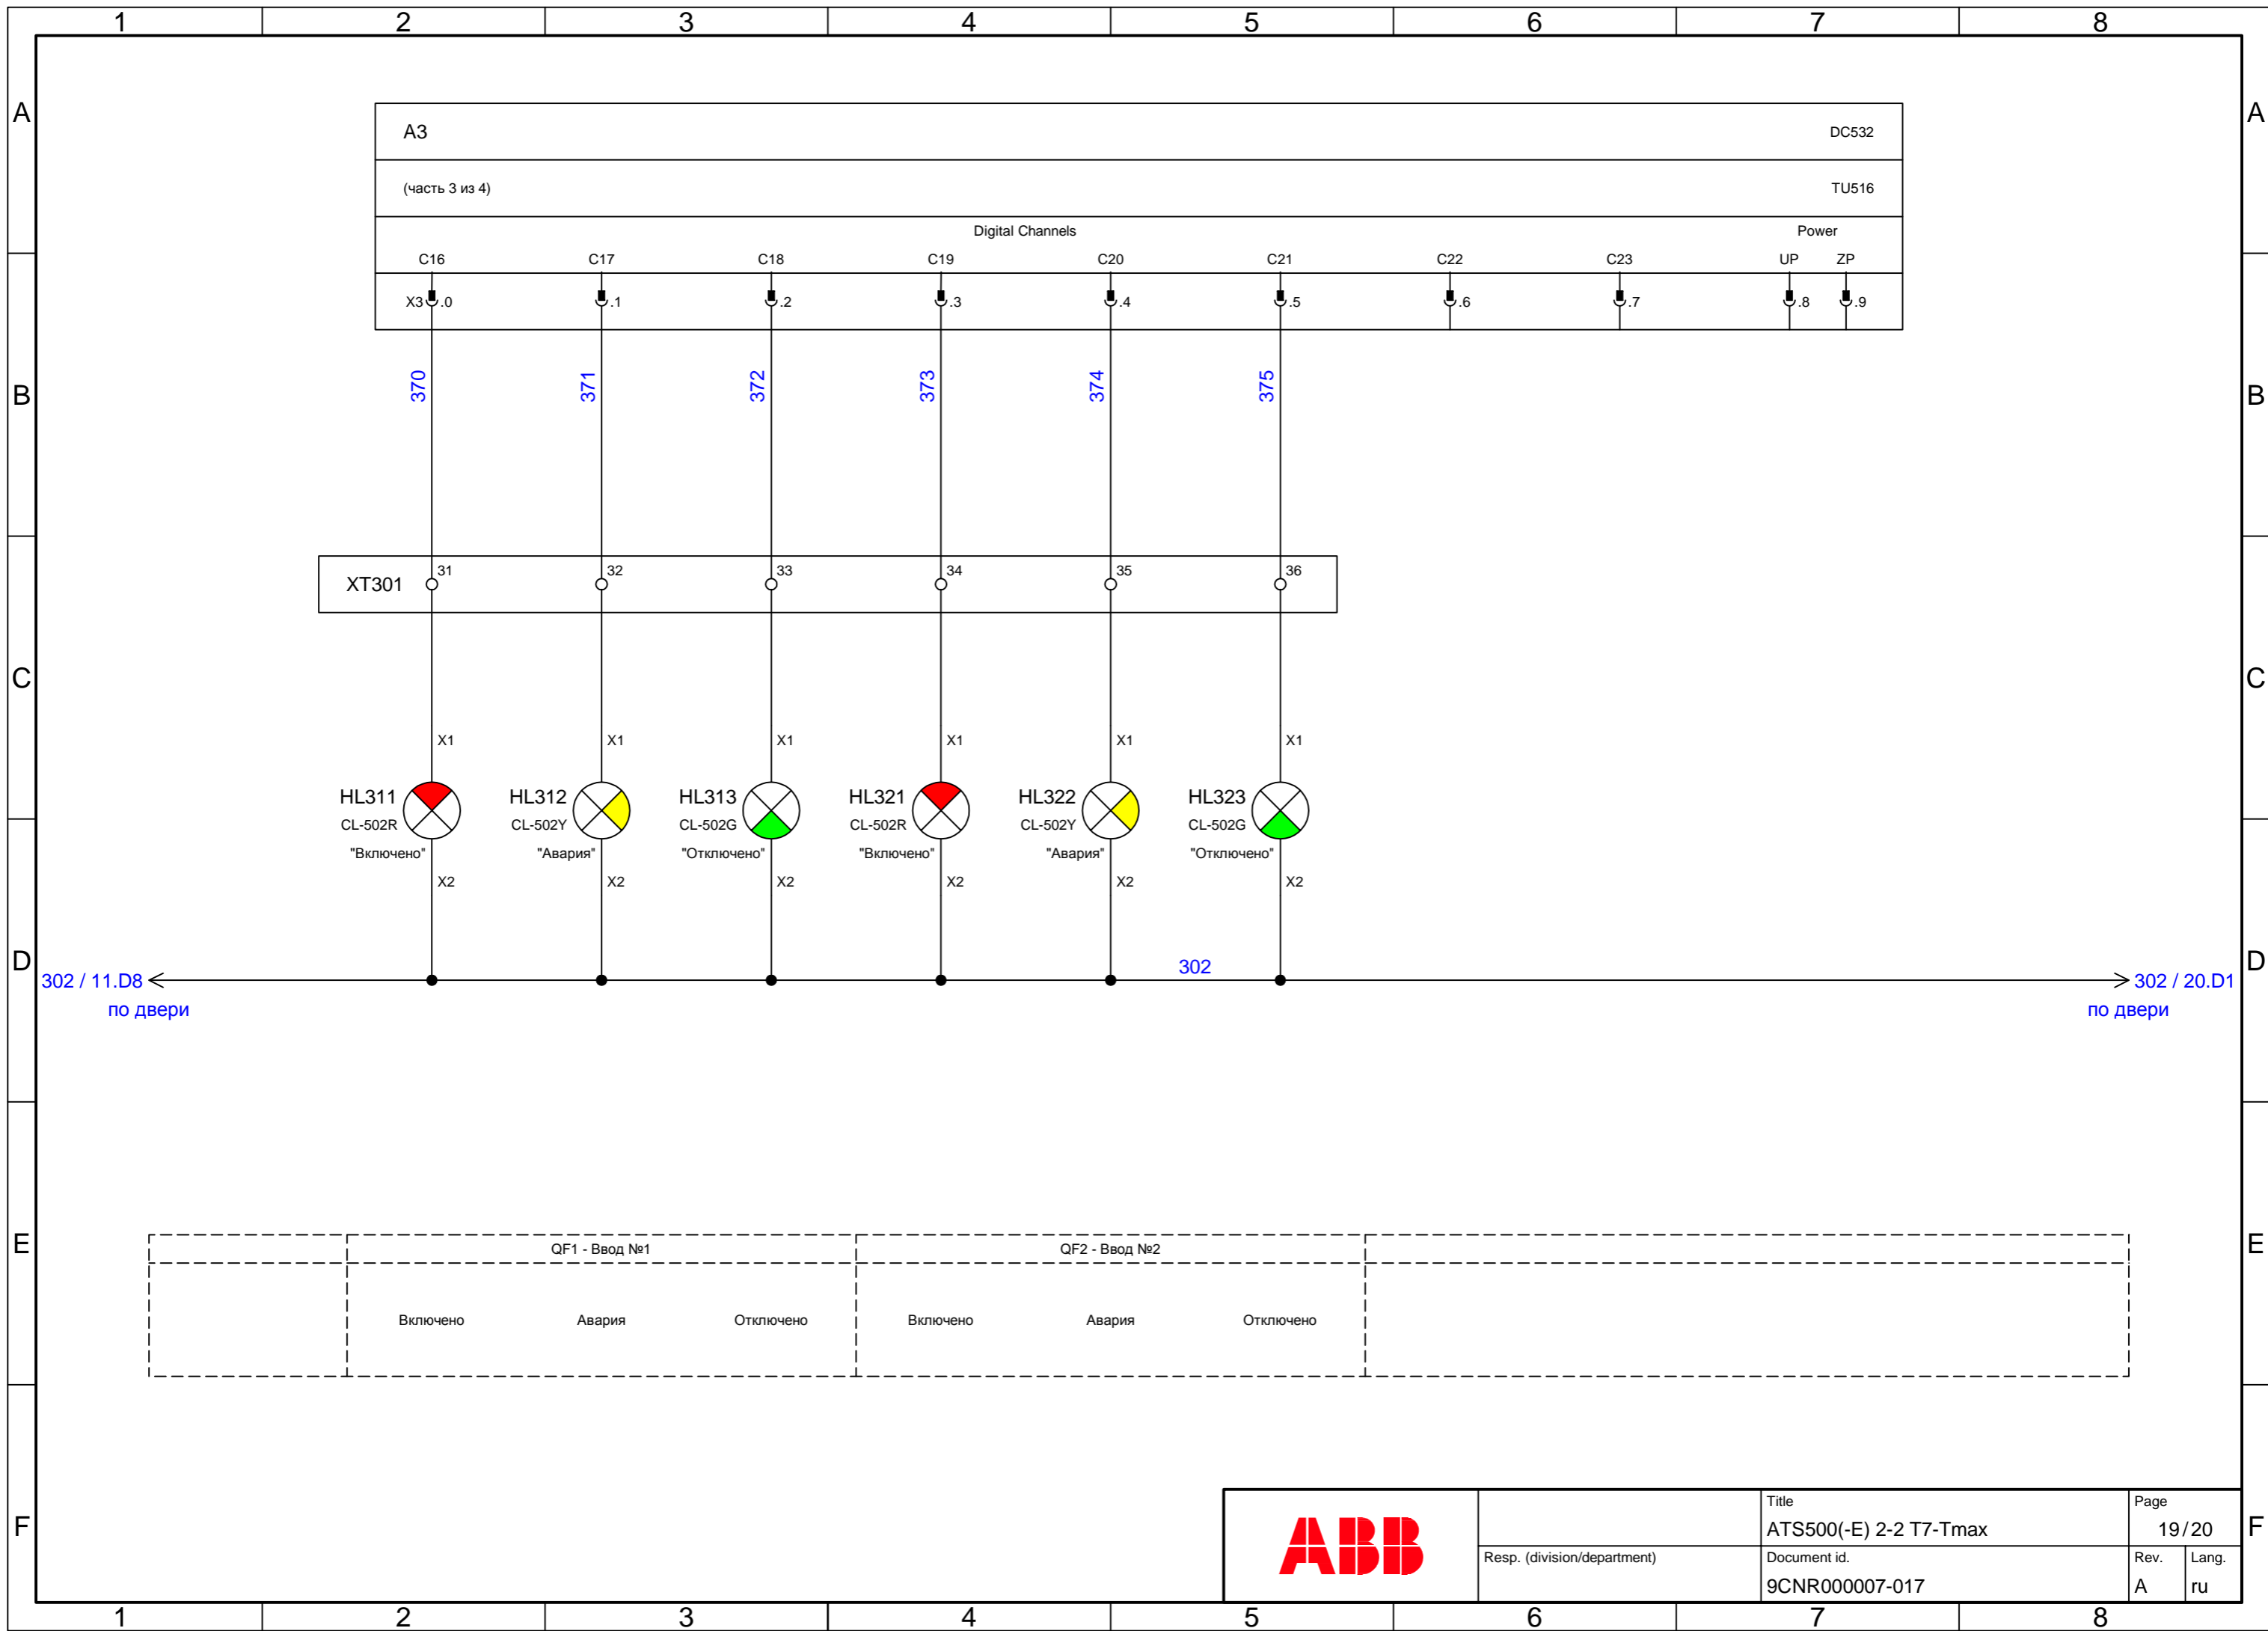 1 2 3 4 5 6 7 8
A A
A3 DC532
(часть 3 из 4) TU516
Digital Channels Power
C16 C17 C18 C19 C20 C21 C22 C23 UP ZP
X3 .0 .1 .2 .3 .4 .5 .6 .7 .8 .9
370 371 372 373 374 375
B B
XT301 31 32 33 34 35 36
C C
X1 X1 X1 X1 X1 X1
HL311 HL312 HL313 HL321 HL322 HL323
CL-502R CL-502Y CL-502G CL-502R CL-502Y CL-502G
"Включено" "Авария" "Отключено" "Включено" "Авария" "Отключено"
X2 X2 X2 X2 X2 X2
D D
302
302 / 11.D8 302 / 20.D1
по двери по двери
E E
QF1 - Ввод №1 QF2 - Ввод №2
Включено Авария Отключено Включено Авария Отключено
F F
ABB
Title Page
ATS500(-E) 2-2 T7-Tmax 19/20
Resp. (division/department) Document id. Rev. Lang.
9CNR000007-017 A ru
1 2 3 4 5 6 7 8